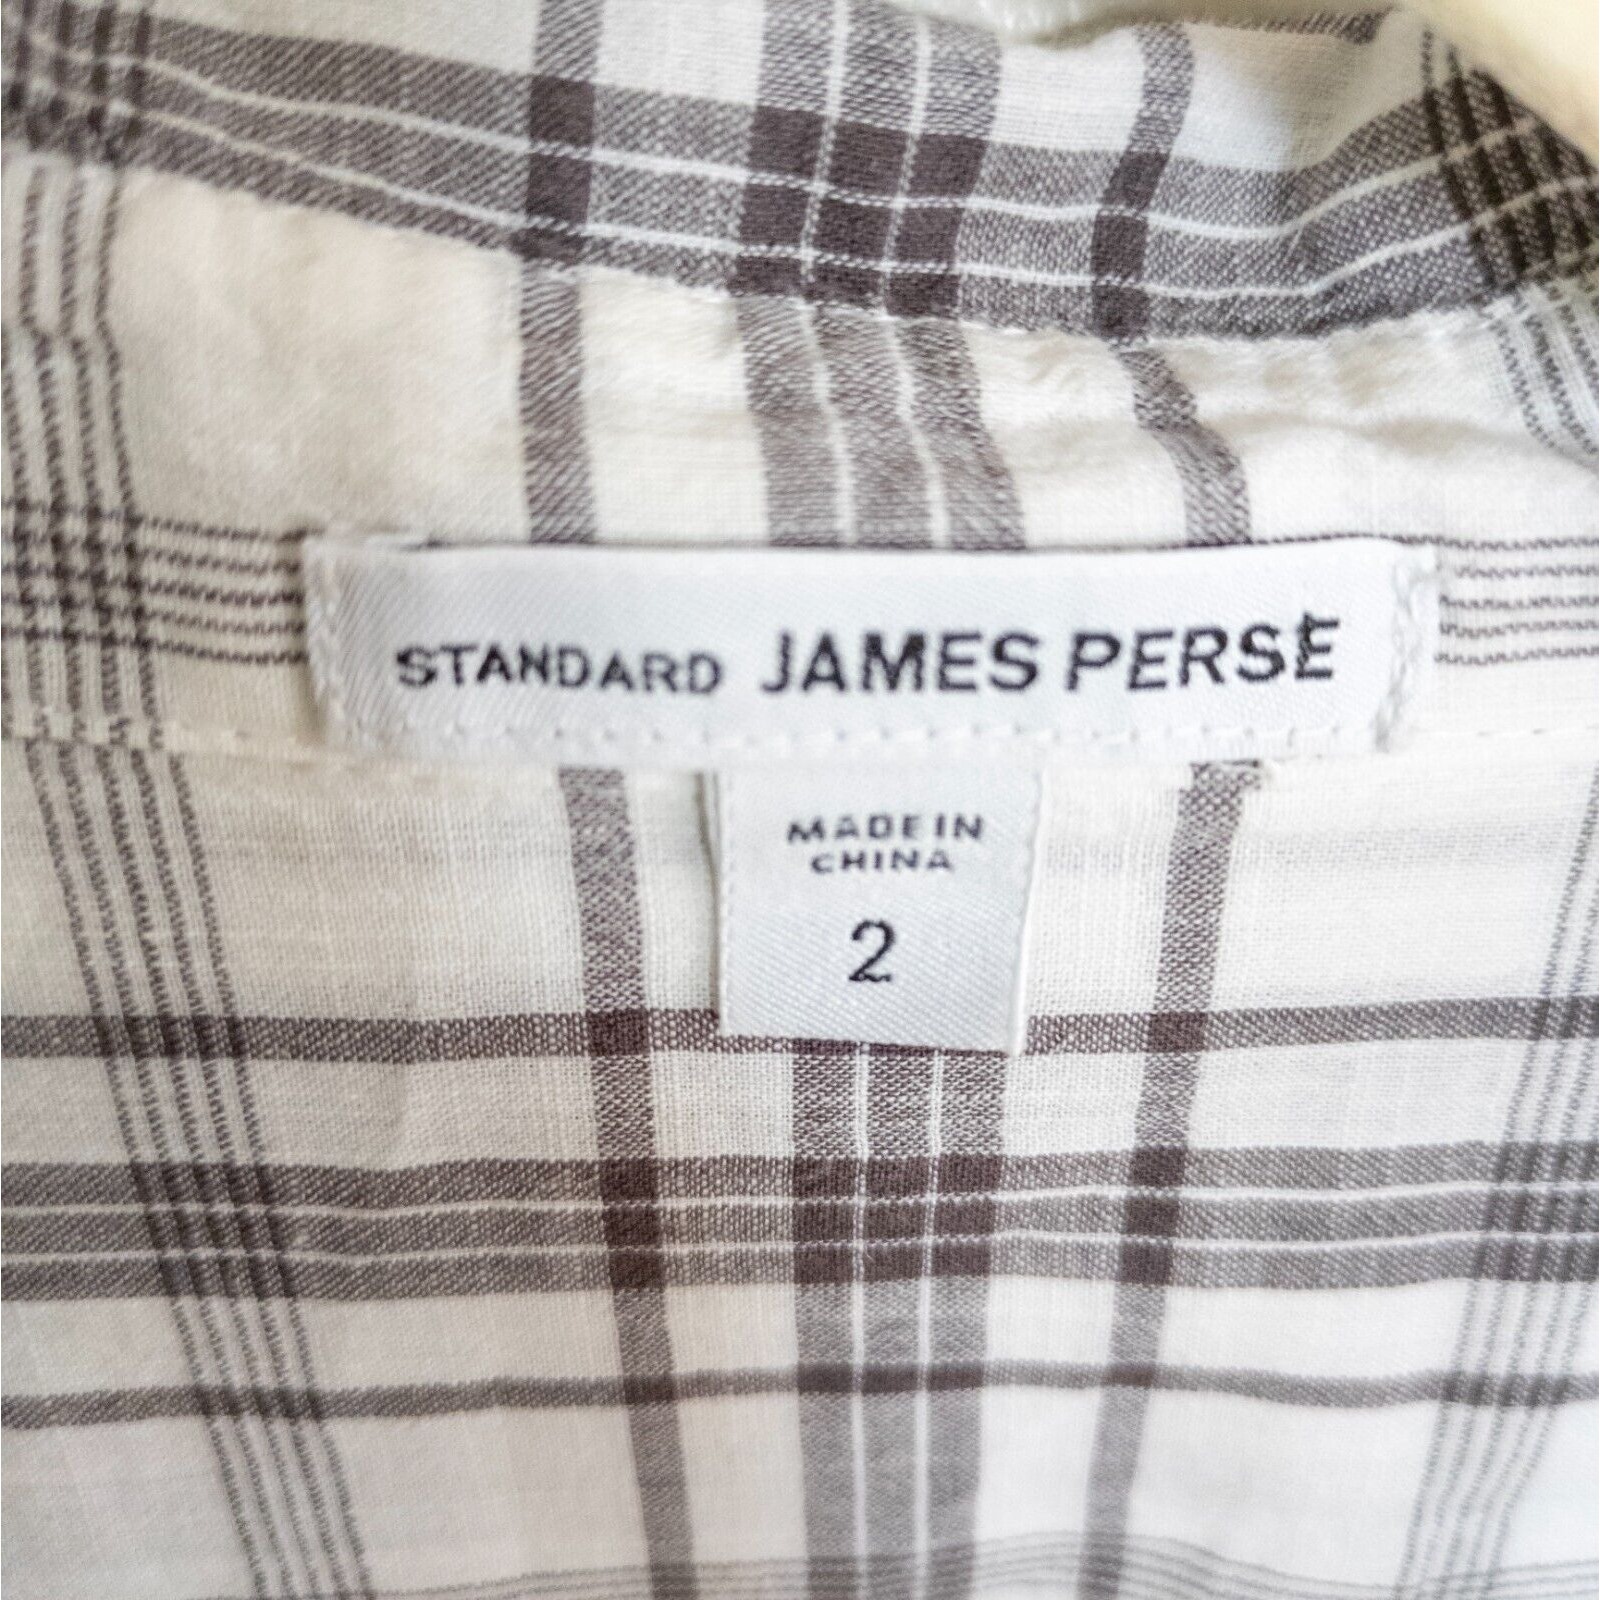 STANDARD JAMES PERSE
MADE IN
CHINA
2